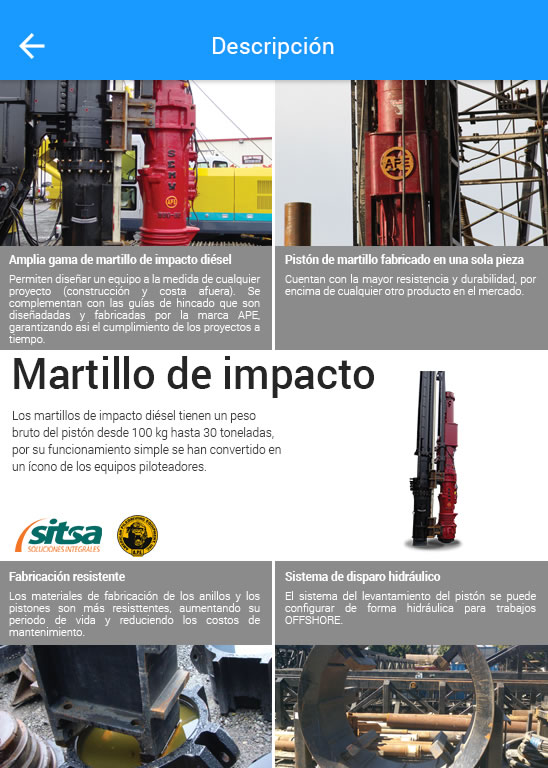 Descripción
SEMW
APE
APE
Amplia gama de martillo de impacto diésel
Permiten diseñar un equipo a la medida de cualquier
proyecto (construcción y costa afuera). Se
complementan con las guías de hincado que son
diseñadadas y fabricadas por la marca APE,
garantizando asi el cumplimiento de los proyectos a
tiempo.
Pistón de martillo fabricado en una sola pieza
Cuentan con la mayor resistencia y durabilidad, por
encima de cualquier otro producto en el mercado.
Martillo de impacto
Los martillos de impacto diésel tienen un peso
bruto del pistón desde 100 kg hasta 30 toneladas,
por su funcionamiento simple se han convertido en
un ícono de los equipos piloteadores.
sitsa
SOLUCIONES INTEGRALES
Fabricación resistente
Los materiales de fabricación de los anillos y los
pistones son más resisttentes, aumentando su
periodo de vida y reduciendo los costos de
mantenimiento.
Sistema de disparo hidráulico
El sistema del levantamiento del pistón se puede
configurar de forma hidráulica para trabajos
OFFSHORE.